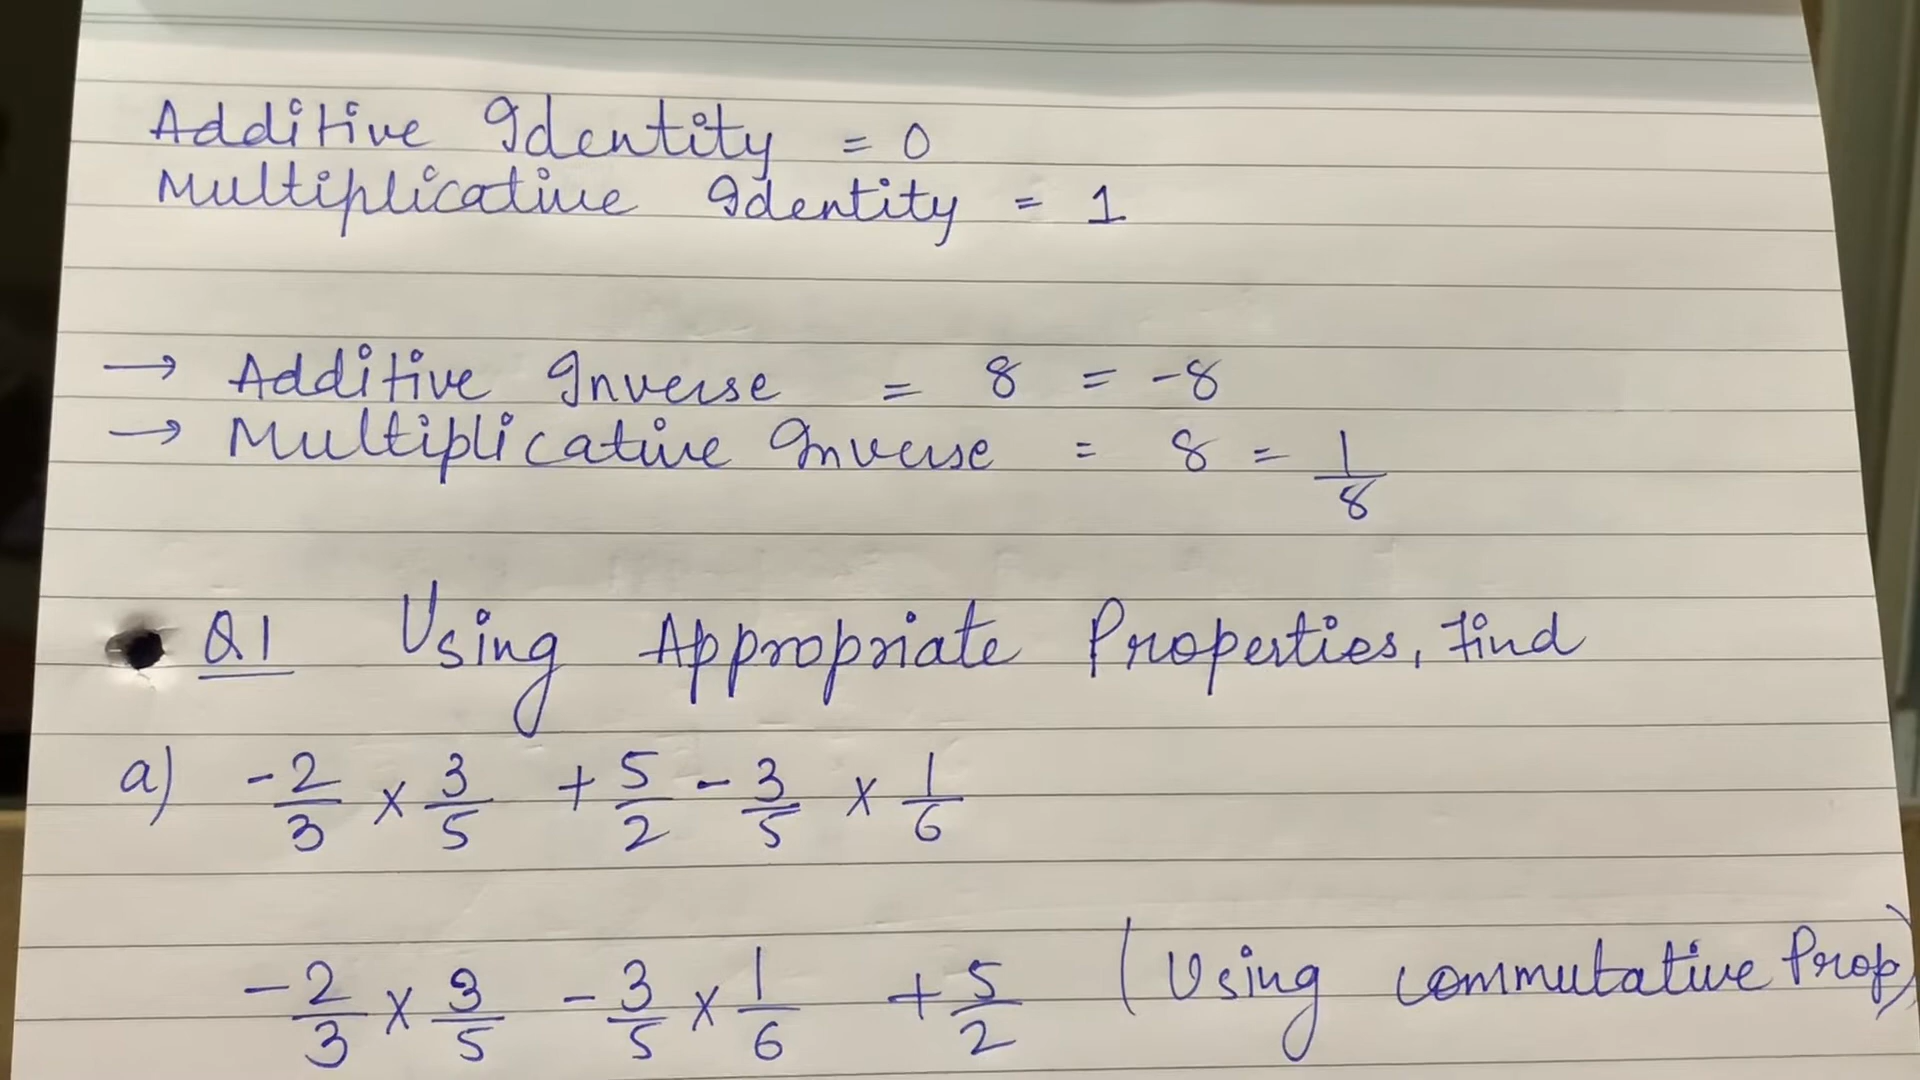 Additive Identity = 0
Multiplicative Identity = 1
→ Additive Inverse = 8 = -8
→ Multiplicative Inverse = 8 = 1/8
Q1 Using Appropriate Properties, find
a) -2/3 × 3/5 + 5/2 - 3/5 × 1/6
-2/3 × 3/5 - 3/5 × 1/6 + 5/2 (Using commutative Prop)